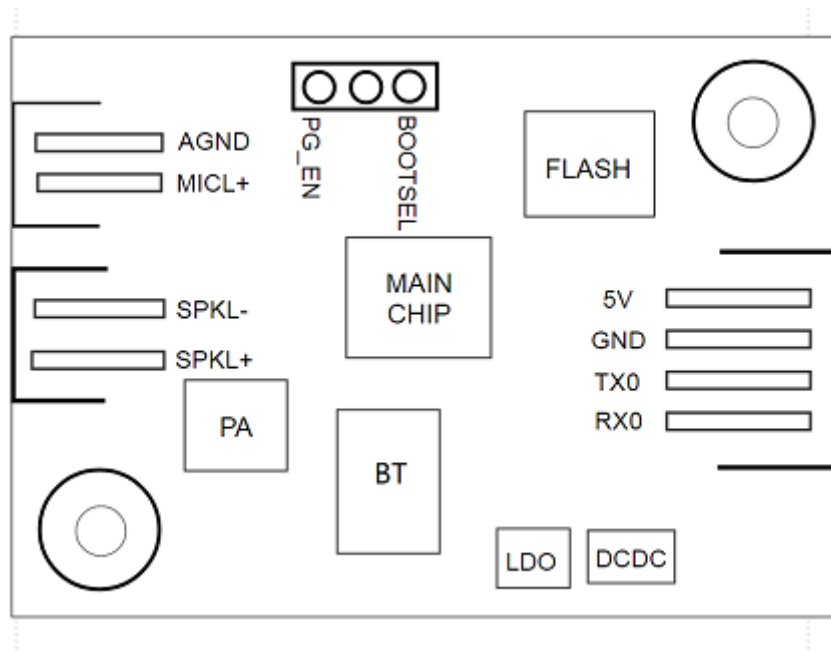 AGND
MICL+
PG_EN
BOOTSEL
FLASH
MAIN
CHIP
SPKL-
SPKL+
5V
GND
TX0
RX0
PA
BT
LDO
DCDC